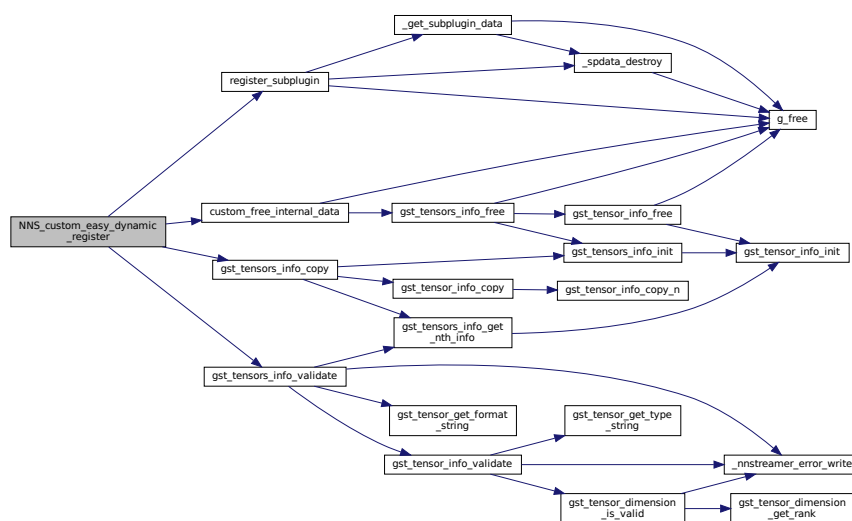 _get_subplugin_data
_spdata_destroy
register_subplugin
g_free
custom_free_internal_data
gst_tensors_info_free
gst_tensor_info_free
NNS_custom_easy_dynamic
_register
gst_tensors_info_init
gst_tensor_info_init
gst_tensors_info_copy
gst_tensor_info_copy
gst_tensor_info_copy_n
gst_tensors_info_get
_nth_info
gst_tensors_info_validate
gst_tensor_get_format
_string
gst_tensor_get_type
_string
gst_tensor_info_validate
_nnstreamer_error_write
gst_tensor_dimension
_is_valid
gst_tensor_dimension
_get_rank